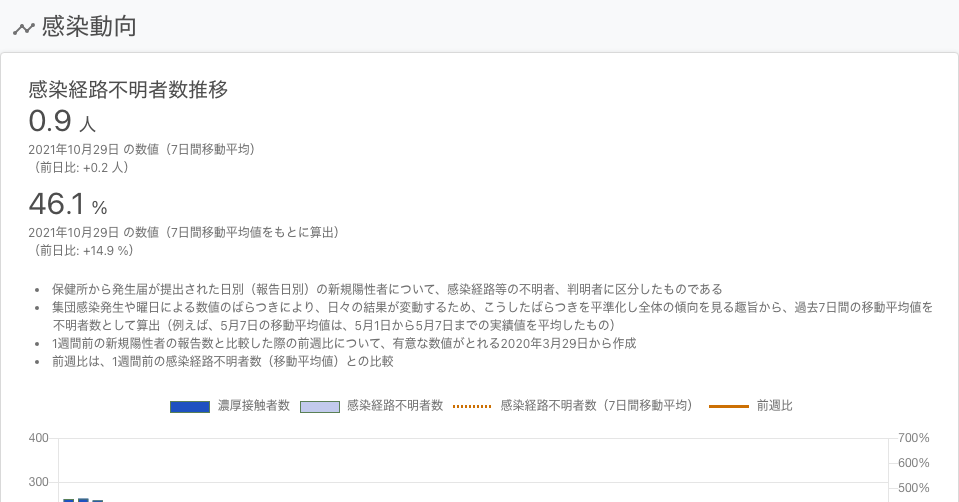 感染動向
感染経路不明者数推移
0.9 人
2021年10月29日 の数値（7日間移動平均）
（前日比: +0.2 人）
46.1 %
2021年10月29日 の数値（7日間移動平均値をもとに算出）
（前日比: +14.9 %）
• 保健所から発生届が提出された日別（報告日別）の新規陽性者について、感染経路等の不明者、判明者に区分したものである
• 集団感染発生や曜日による数値のばらつきにより、日々の結果が変動するため、こうしたばらつきを平準化し全体の傾向を見る趣旨から、過去7日間の移動平均値を
不明者数として算出（例えば、5月7日の移動平均値は、5月1日から5月7日までの実績値を平均したもの）
• 1週間前の新規陽性者の報告数と比較した際の前週比について、有意な数値がとれる2020年3月29日から作成
• 前週比は、1週間前の感染経路不明者数（移動平均値）との比較
濃厚接触者数 感染経路不明者数 感染経路不明者数（7日間移動平均） 前週比
400 700%
600%
300 500%